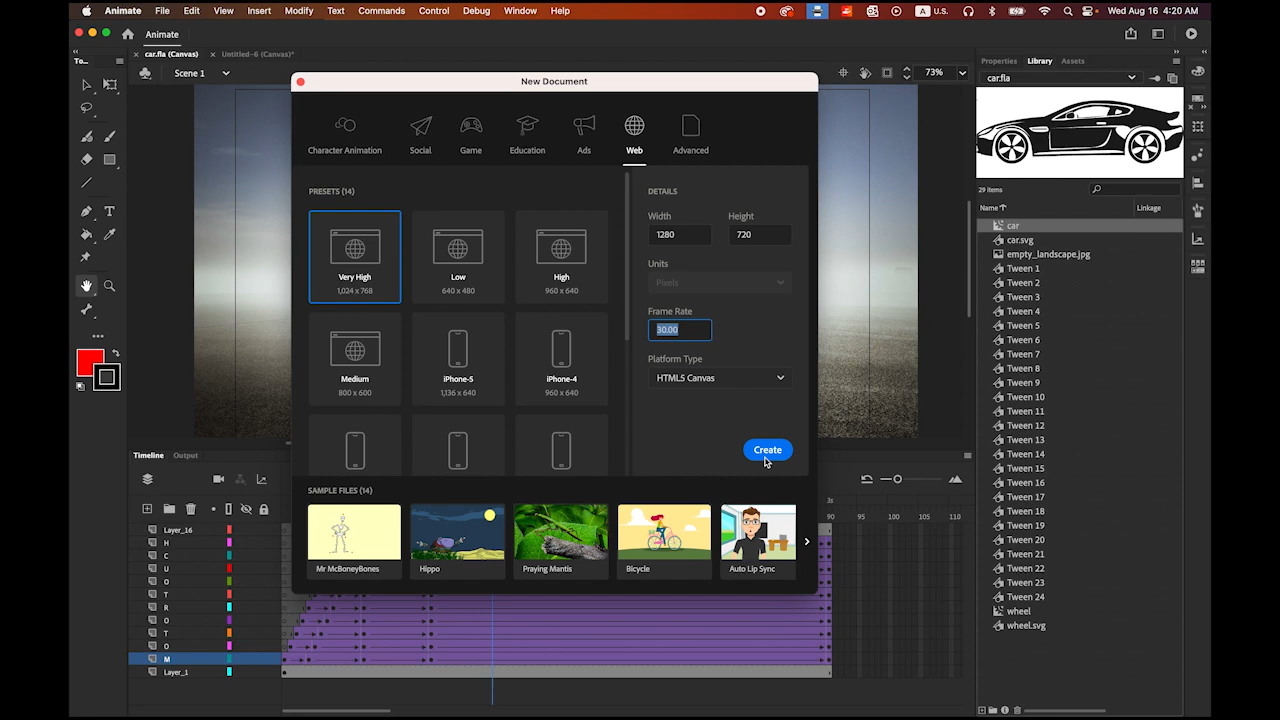 Animate File Edit View Insert Modify Text Commands Control Debug Window Help A U.S. Wed Aug 16 4:20 AM
Animate
To...
car.fla (Canvas) Untitled-6 (Canvas)*
Scene 1 73%
New Document
Character Animation Social Game Education Ads Web Advanced
PRESETS (14)
Very High
1,024 x 768
Low
640 x 480
High
960 x 640
Medium
800 x 600
iPhone-5
1,136 x 640
iPhone-4
960 x 640
DETAILS
Width Height
1280 720
Units
Pixels
Frame Rate
30.00
Platform Type
HTML5 Canvas
Create
SAMPLE FILES (14)
Mr McBoneyBones Hippo Praying Mantis Bicycle Auto Lip Sync
Timeline Output
3s
90 95 100 105 110
Layer_16
H
C
U
O
T
R
O
T
O
M
Layer_1
Properties Library Assets
car.fla
29 items
Name Linkage
car
car.svg
empty_landscape.jpg
Tween 1
Tween 2
Tween 3
Tween 4
Tween 5
Tween 6
Tween 7
Tween 8
Tween 9
Tween 10
Tween 11
Tween 12
Tween 13
Tween 14
Tween 15
Tween 16
Tween 17
Tween 18
Tween 19
Tween 20
Tween 21
Tween 22
Tween 23
Tween 24
wheel
wheel.svg